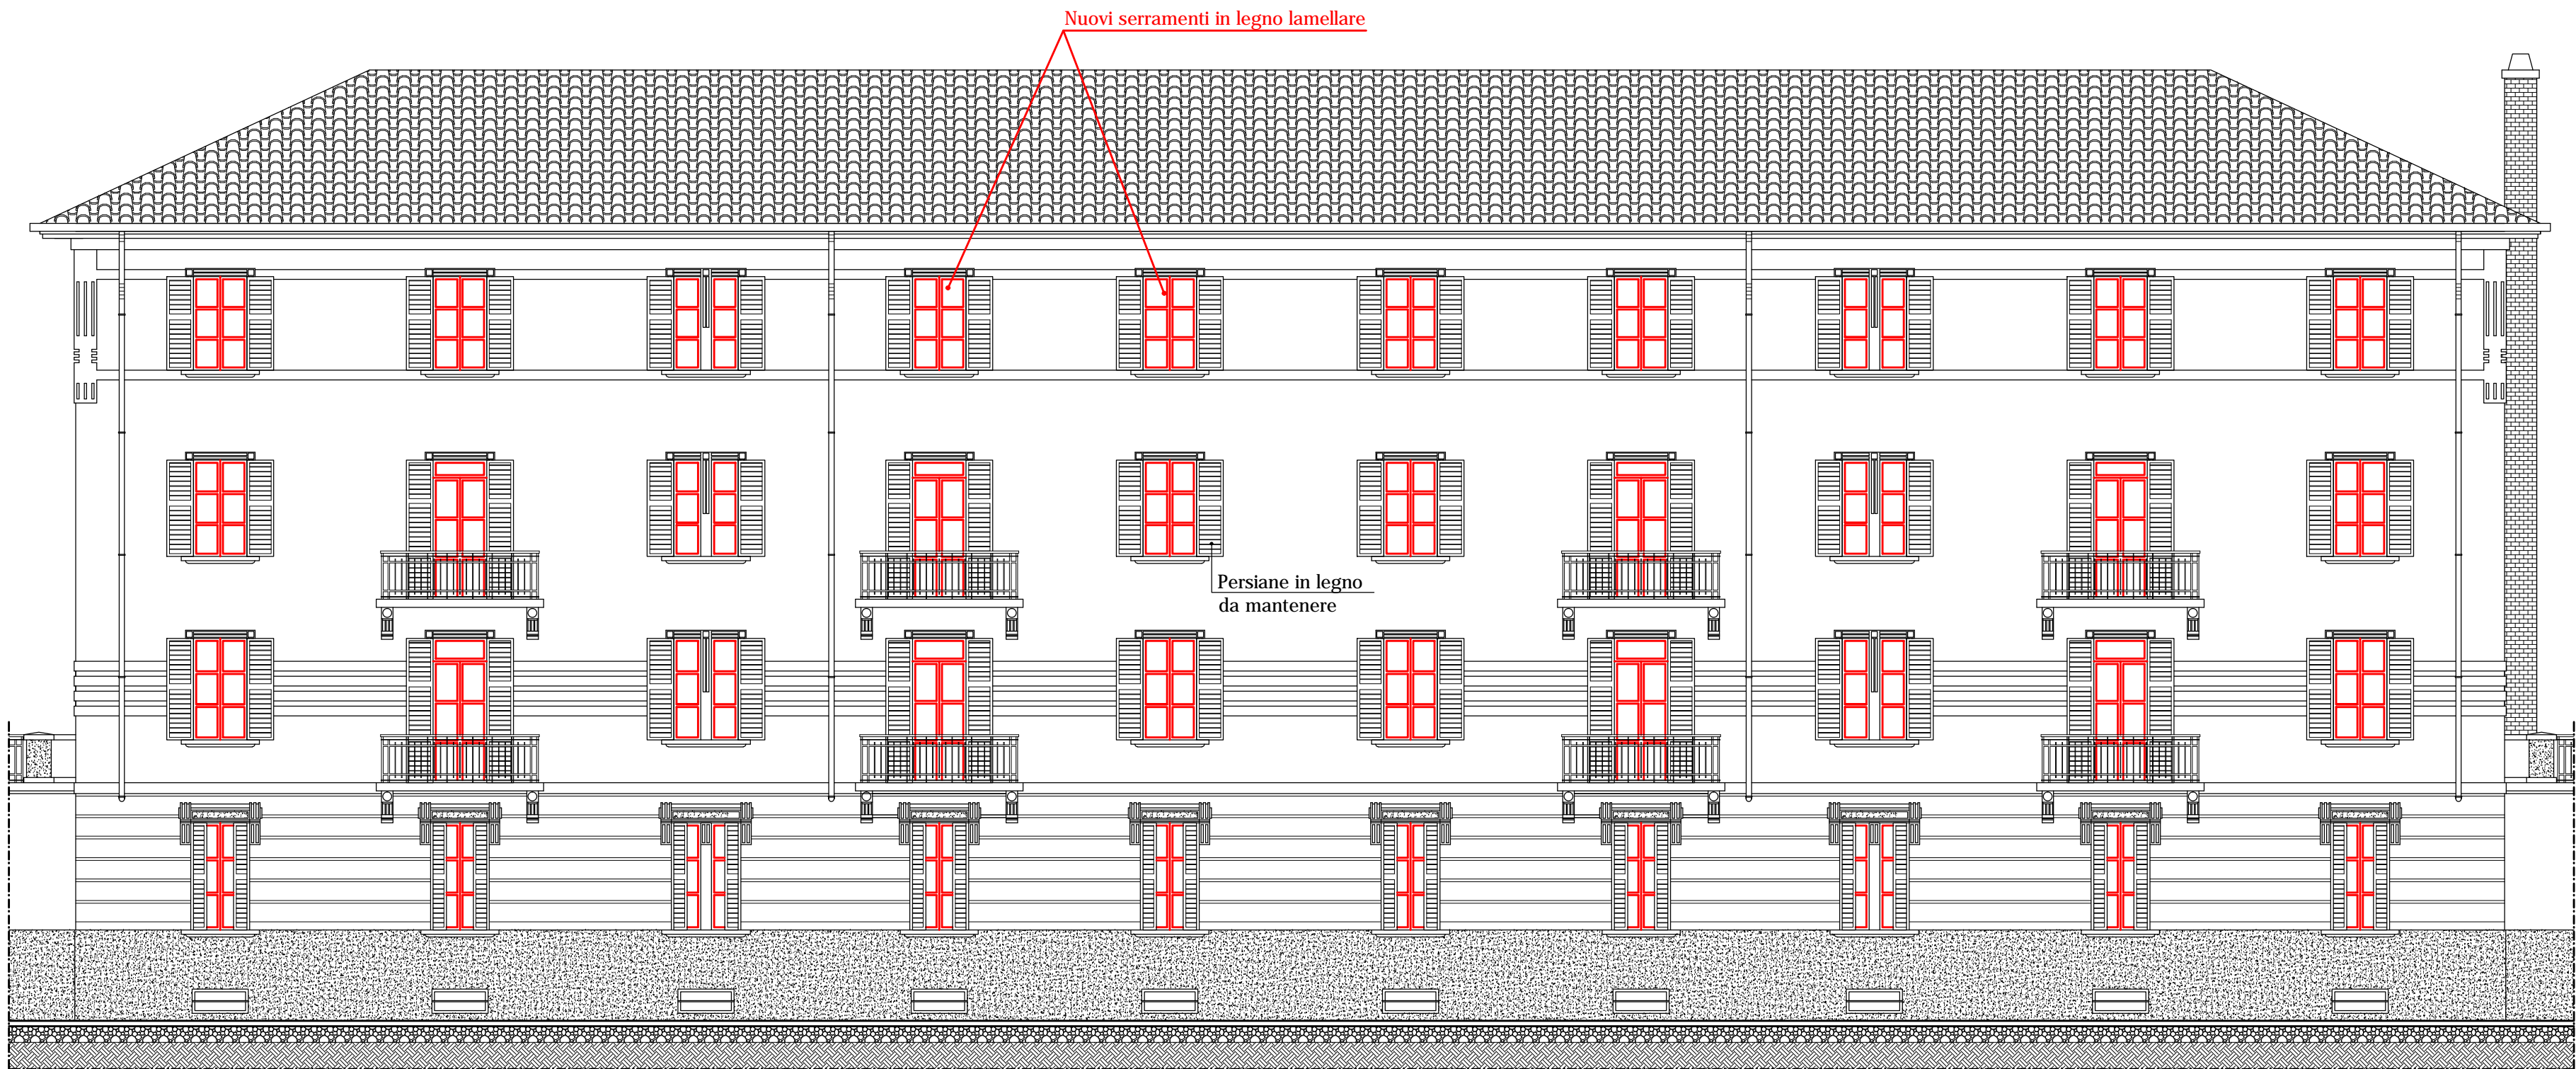 Nuovi serramenti in legno lamellare
Persiane in legno
da mantenere